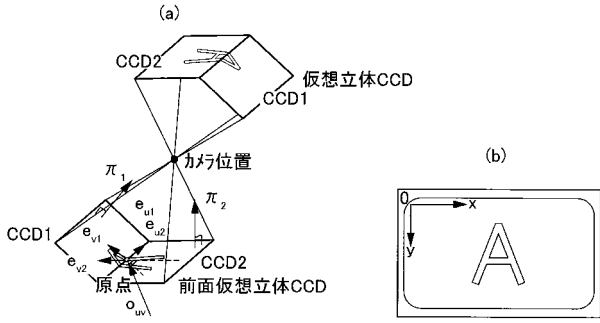 (a)
CCD2
仮想立体CCD
CCD1
カメラ位置
(b)
π1
π2
eu1
eu2
ev1
CCD1
ev2
CCD2
原点
前面仮想立体CCD
ouv
0
x
y
A